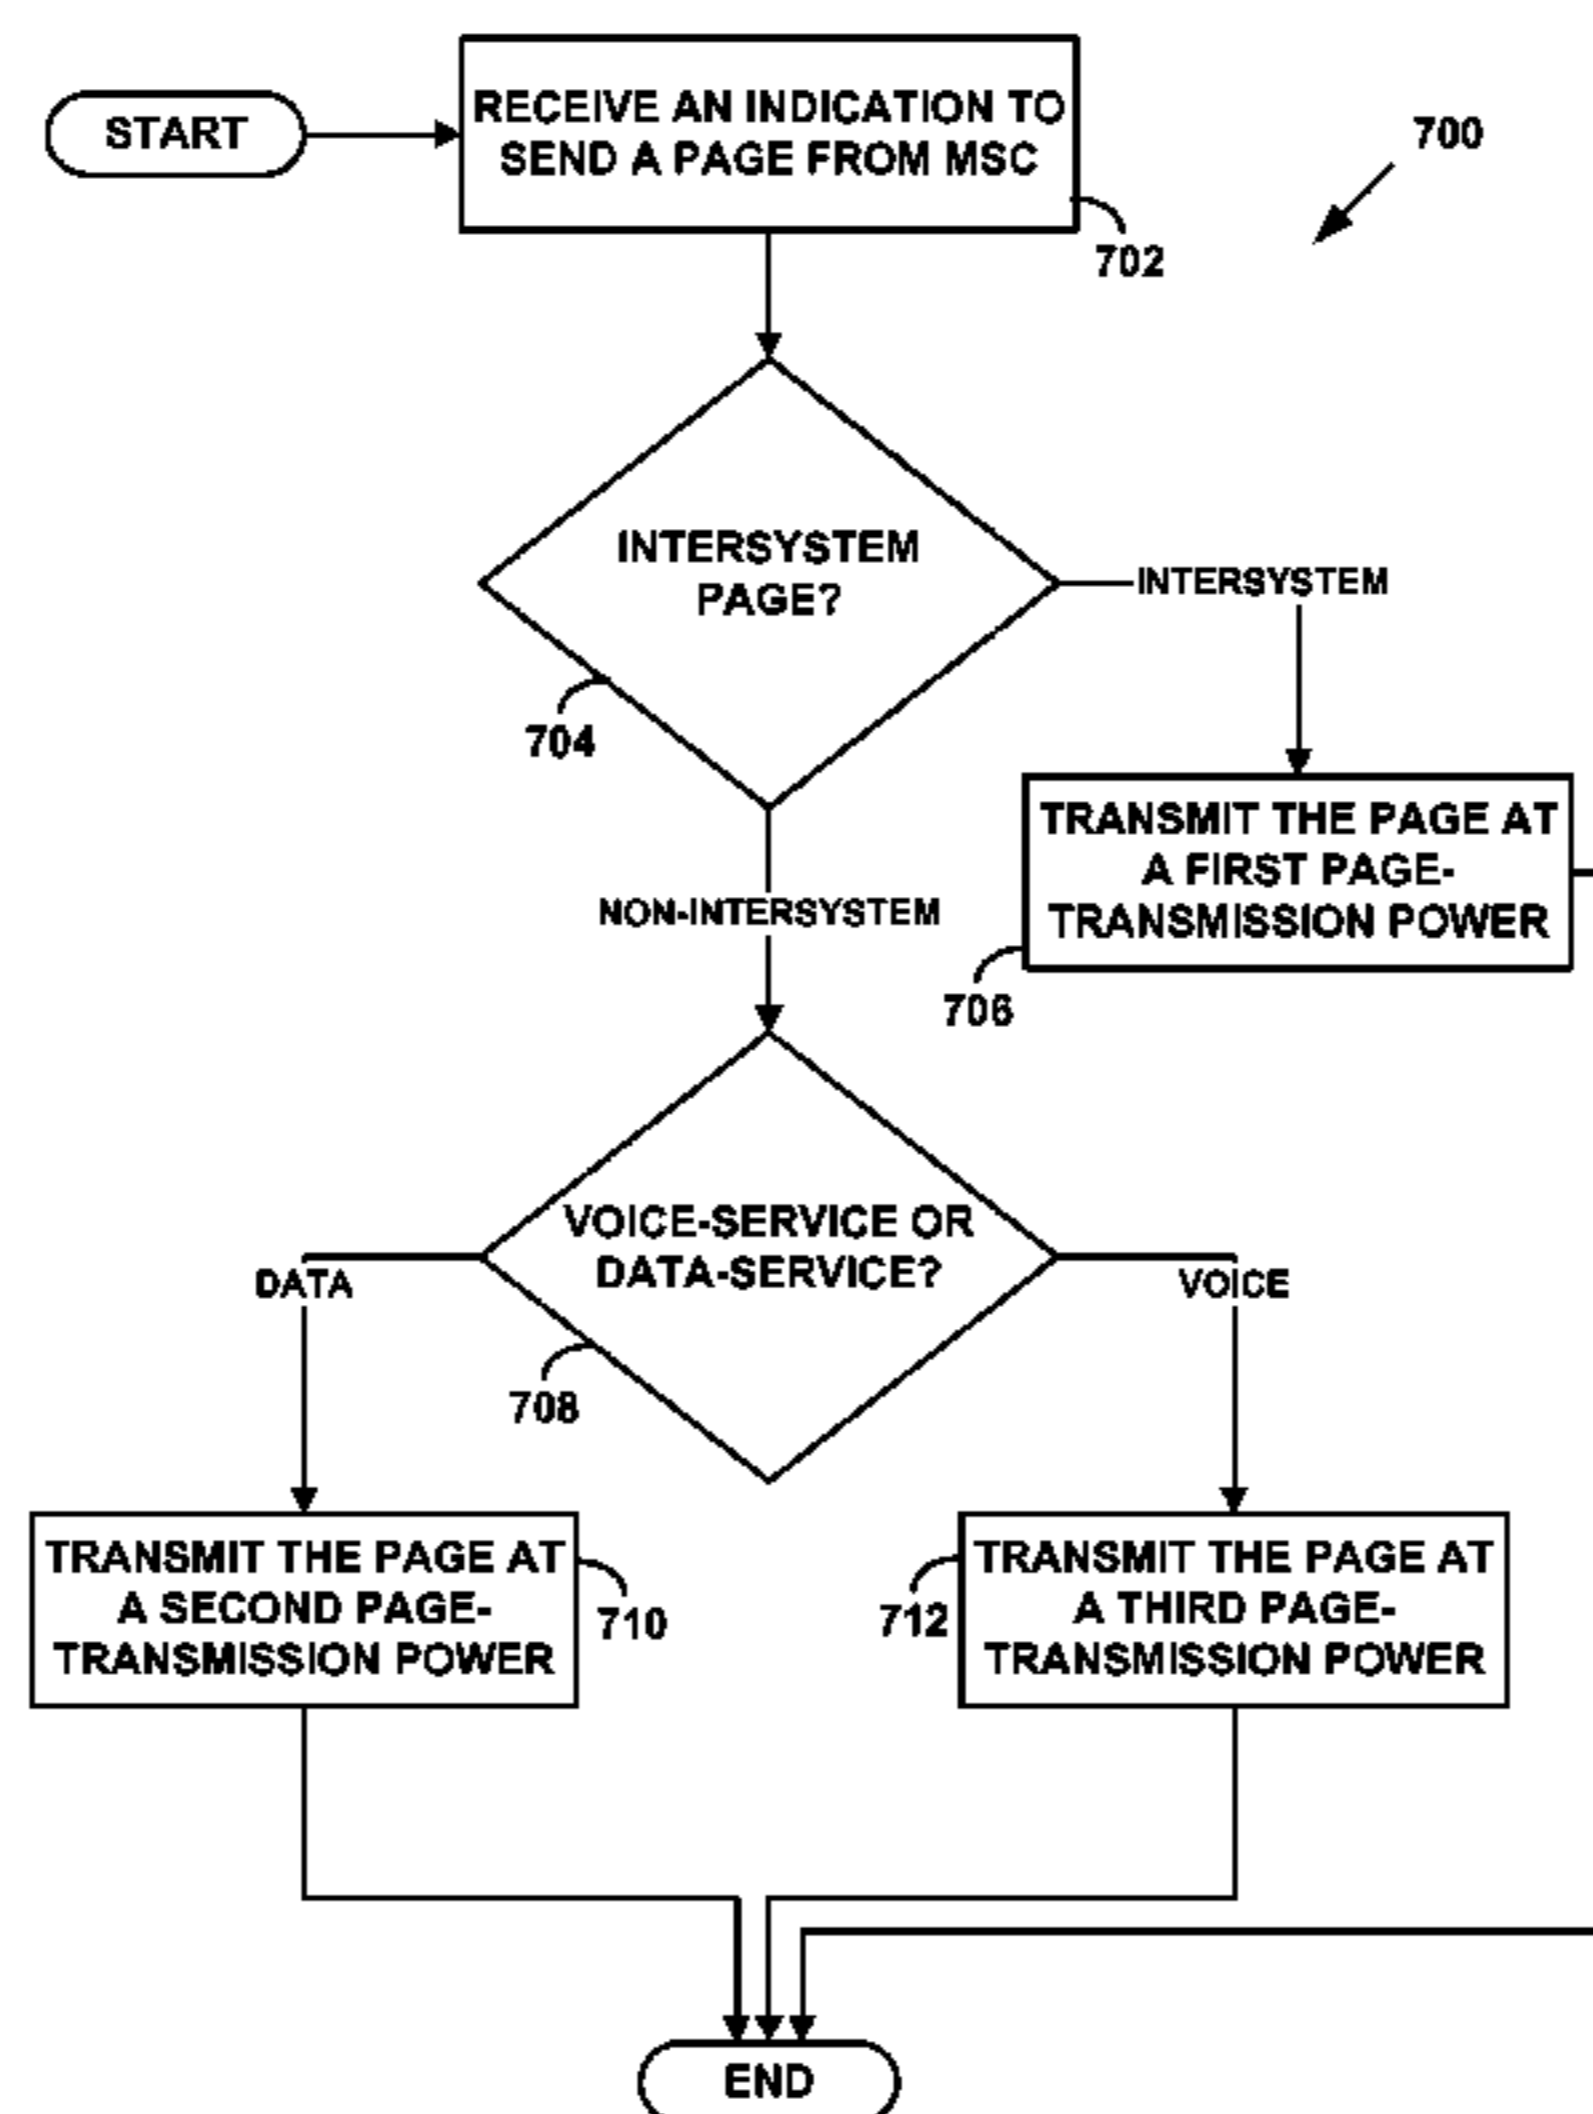 START
RECEIVE AN INDICATION TO
SEND A PAGE FROM MSC
700
702
INTERSYSTEM
PAGE?
INTERSYSTEM
704
TRANSMIT THE PAGE AT
A FIRST PAGE-
TRANSMISSION POWER
NON-INTERSYSTEM
706
VOICE-SERVICE OR
DATA-SERVICE?
DATA
VOICE
708
TRANSMIT THE PAGE AT
A SECOND PAGE-
TRANSMISSION POWER
710
712
TRANSMIT THE PAGE AT
A THIRD PAGE-
TRANSMISSION POWER
END